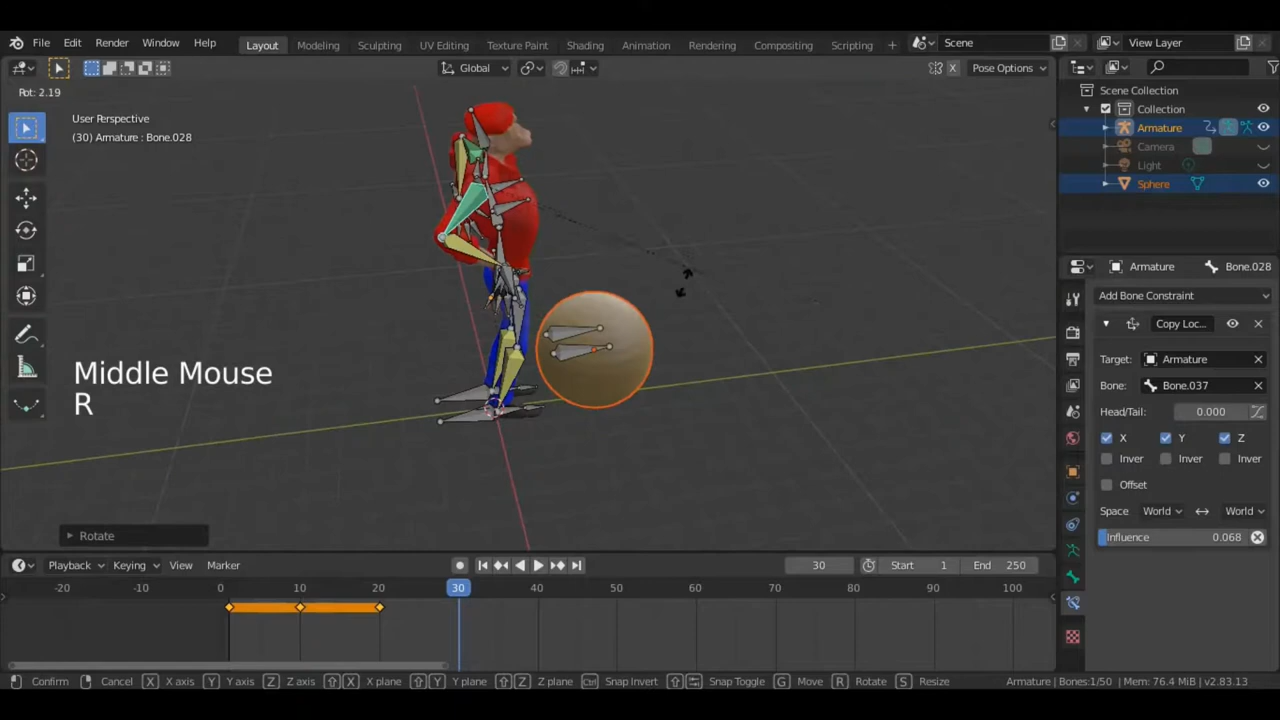 File Edit Render Window Help Layout Modeling Sculpting UV Editing Texture Paint Shading Animation Rendering Compositing Scripting + Scene View Layer
Global X Pose Options
Rot: 2.19
User Perspective
(30) Armature : Bone.028
Middle Mouse
R
Rotate
Scene Collection
Collection
Armature
Camera
Light
Sphere
Armature Bone.028
Add Bone Constraint
Copy Loc...
Target: Armature
Bone: Bone.037
Head/Tail: 0.000
X Y Z
Inver Inver Inver
Offset
Space World World
Influence 0.068
Playback Keying View Marker 30 Start 1 End 250
-20 0 10 20 30 40 50 60 70 80 90 100
Confirm Cancel X X axis Y Y axis Z Z axis X X plane Y Y plane Z Z plane Ctrl Snap Invert Snap Toggle G Move R Rotate S Resize Armature | Bones:1/50 | Mem: 76.4 MiB | v2.83.13